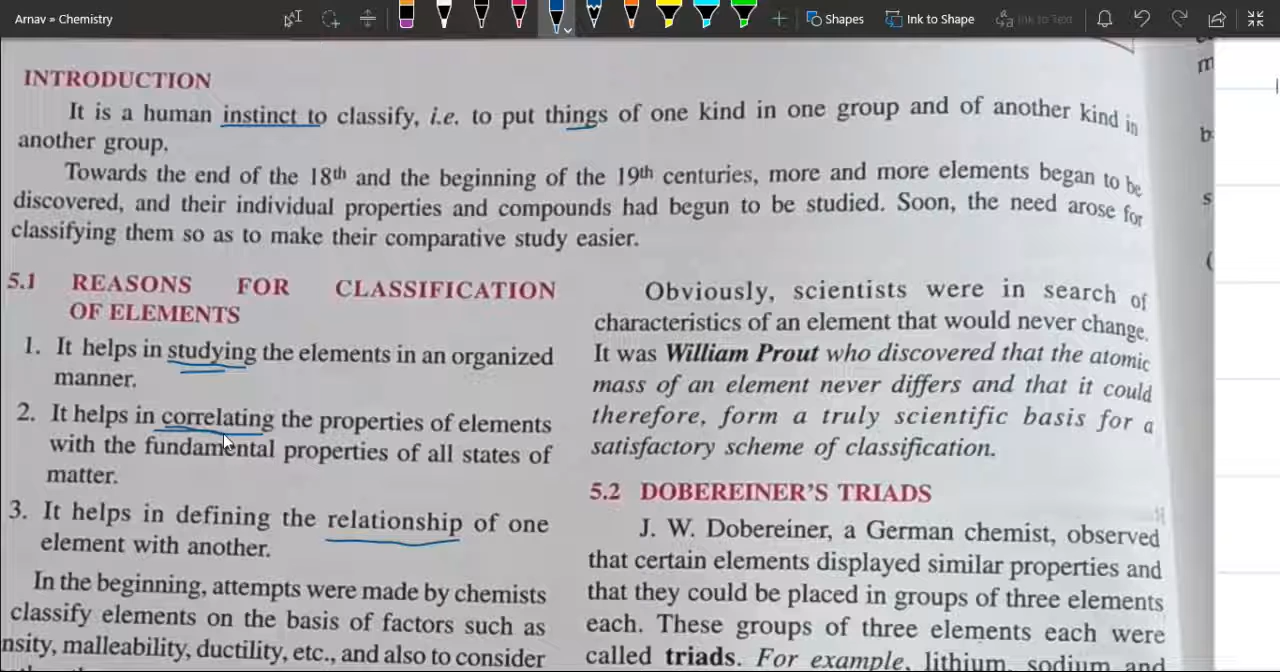 Arnav » Chemistry
Shapes
Ink to Shape
Ink to Text
INTRODUCTION
It is a human instinct to classify, i.e. to put things of one kind in one group and of another kind in
another group.
Towards the end of the 18th and the beginning of the 19th centuries, more and more elements began to be
discovered, and their individual properties and compounds had begun to be studied. Soon, the need arose for
classifying them so as to make their comparative study easier.
5.1 REASONS FOR CLASSIFICATION
OF ELEMENTS
1. It helps in studying the elements in an organized
manner.
2. It helps in correlating the properties of elements
with the fundamental properties of all states of
matter.
3. It helps in defining the relationship of one
element with another.
In the beginning, attempts were made by chemists
classify elements on the basis of factors such as
nsity, malleability, ductility, etc., and also to consider
Obviously, scientists were in search of
characteristics of an element that would never change.
It was William Prout who discovered that the atomic
mass of an element never differs and that it could
therefore, form a truly scientific basis for a
satisfactory scheme of classification.
5.2 DOBEREINER'S TRIADS
J. W. Dobereiner, a German chemist, observed
that certain elements displayed similar properties and
that they could be placed in groups of three elements
each. These groups of three elements each were
called triads. For example, lithium, sodium and
m
b
s
(